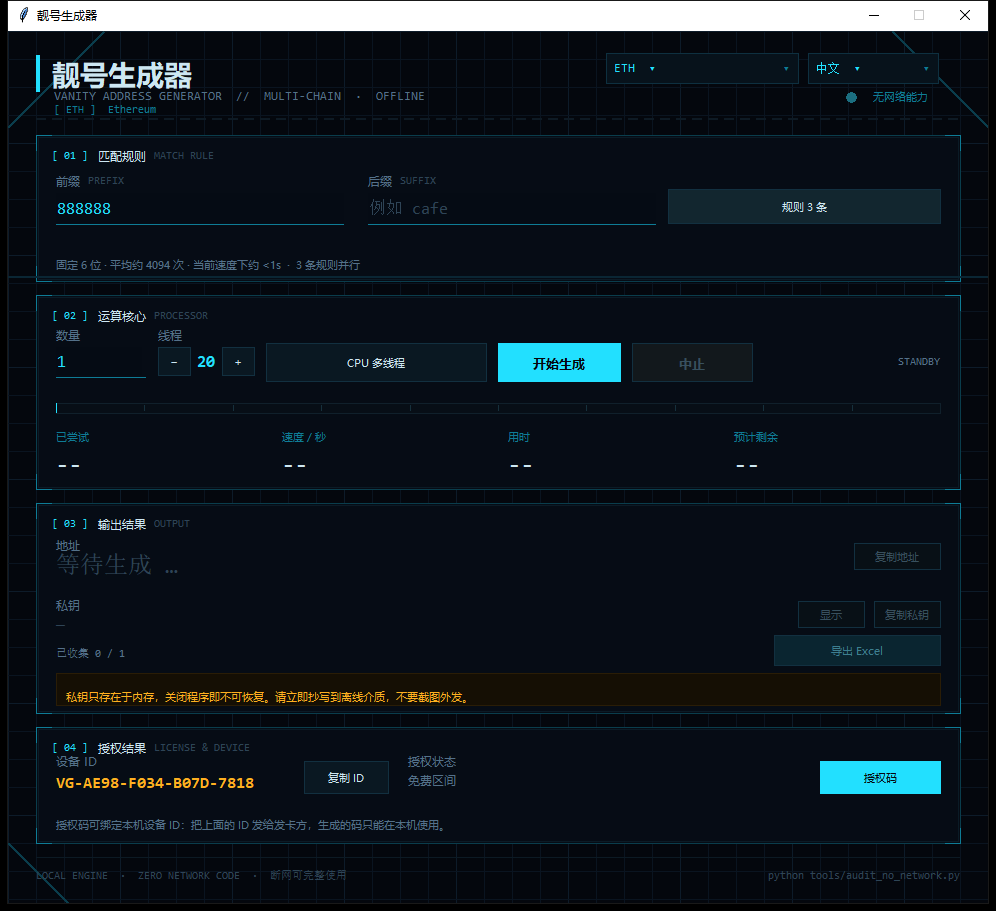 靓号生成器
靓号生成器
ETH
中文
VANITY ADDRESS GENERATOR // MULTI-CHAIN · OFFLINE
无网络能力
[ ETH ] Ethereum
[ 01 ] 匹配规则 MATCH RULE
前缀 PREFIX
后缀 SUFFIX
888888
例如 cafe
规则 3 条
固定 6 位 · 平均约 4094 次 · 当前速度下约 <1s · 3 条规则并行
[ 02 ] 运算核心 PROCESSOR
数量
线程
1
− 20 +
CPU 多线程
开始生成
中止
STANDBY
已尝试
速度 / 秒
用时
预计剩余
--
--
--
--
[ 03 ] 输出结果 OUTPUT
地址
等待生成 …
复制地址
私钥
—
显示
复制私钥
已收集 0 / 1
导出 Excel
私钥只存在于内存，关闭程序即不可恢复。请立即抄写到离线介质，不要截图外发。
[ 04 ] 授权结果 LICENSE & DEVICE
设备 ID
授权状态
VG-AE98-F034-B07D-7818
复制 ID
免费区间
授权码
授权码可绑定本机设备 ID：把上面的 ID 发给发卡方，生成的码只能在本机使用。
LOCAL ENGINE · ZERO NETWORK CODE · 断网可完整使用
python tools/audit_no_network.py